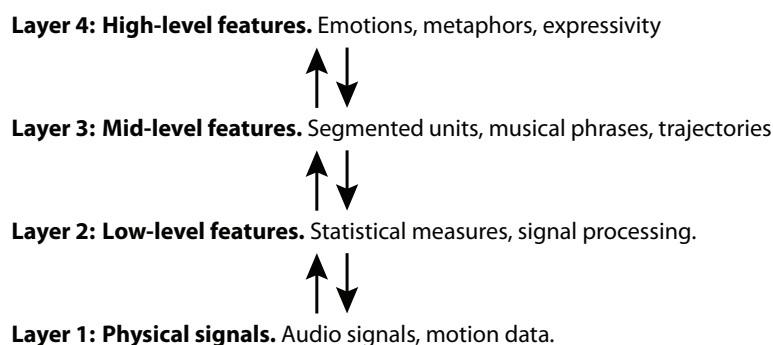 Layer 4: High-level features. Emotions, metaphors, expressivity
Layer 3: Mid-level features. Segmented units, musical phrases, trajectories
Layer 2: Low-level features. Statistical measures, signal processing.
Layer 1: Physical signals. Audio signals, motion data.